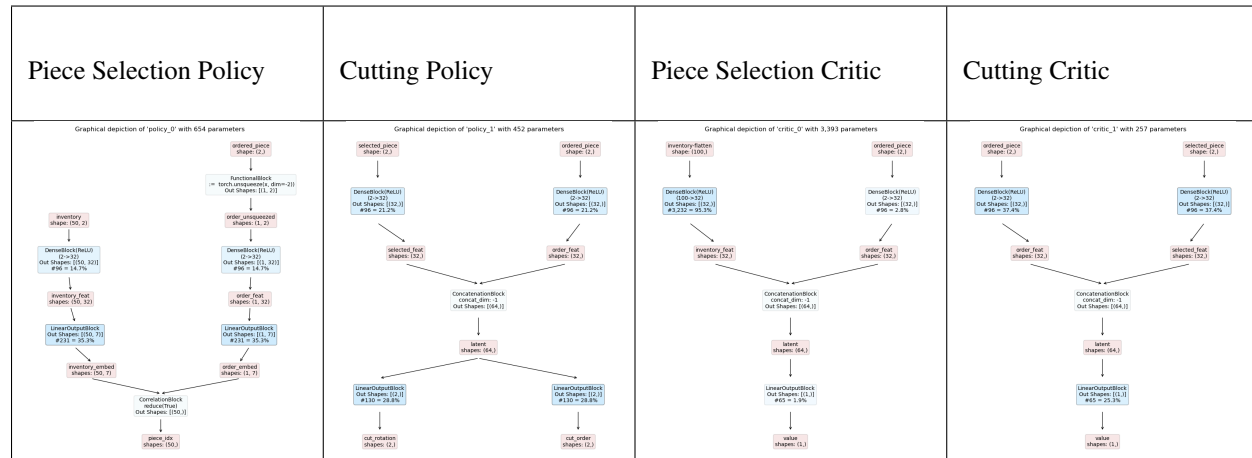 Piece Selection Policy
Cutting Policy
Piece Selection Critic
Cutting Critic
Graphical depiction of 'policy_0' with 654 parameters
ordered_piece
shape: (2,)
FunctionalBlock
:= torch.unsqueeze(x, dim=-2))
Out Shapes: [(1, 2)]
inventory
shape: (50, 2)
order_unsqueezed
shapes: (1, 2)
DenseBlock(ReLU)
(2->32)
Out Shapes: [(50, 32)]
#96 = 14.7%
DenseBlock(ReLU)
(2->32)
Out Shapes: [(1, 32)]
#96 = 14.7%
inventory_feat
shapes: (50, 32)
order_feat
shapes: (1, 32)
LinearOutputBlock
Out Shapes: [(50, 7)]
#231 = 35.3%
LinearOutputBlock
Out Shapes: [(1, 7)]
#231 = 35.3%
inventory_embed
shapes: (50, 7)
order_embed
shapes: (1, 7)
CorrelationBlock
reduce(True)
Out Shapes: [(50,)]
piece_idx
shapes: (50,)
Graphical depiction of 'policy_1' with 452 parameters
selected_piece
shape: (2,)
ordered_piece
shape: (2,)
DenseBlock(ReLU)
(2->32)
Out Shapes: [(32,)]
#96 = 21.2%
DenseBlock(ReLU)
(2->32)
Out Shapes: [(32,)]
#96 = 21.2%
selected_feat
shapes: (32,)
order_feat
shapes: (32,)
ConcatenationBlock
concat_dim: -1
Out Shapes: [(64,)]
latent
shapes: (64,)
LinearOutputBlock
Out Shapes: [(2,)]
#130 = 28.8%
LinearOutputBlock
Out Shapes: [(2,)]
#130 = 28.8%
cut_rotation
shapes: (2,)
cut_order
shapes: (2,)
Graphical depiction of 'critic_0' with 3,393 parameters
inventory-flatten
shape: (100,)
ordered_piece
shape: (2,)
DenseBlock(ReLU)
(100->32)
Out Shapes: [(32,)]
#3,232 = 95.3%
DenseBlock(ReLU)
(2->32)
Out Shapes: [(32,)]
#96 = 2.8%
inventory_feat
shapes: (32,)
order_feat
shapes: (32,)
ConcatenationBlock
concat_dim: -1
Out Shapes: [(64,)]
latent
shapes: (64,)
LinearOutputBlock
Out Shapes: [(1,)]
#65 = 1.9%
value
shapes: (1,)
Graphical depiction of 'critic_1' with 257 parameters
ordered_piece
shape: (2,)
selected_piece
shape: (2,)
DenseBlock(ReLU)
(2->32)
Out Shapes: [(32,)]
#96 = 37.4%
DenseBlock(ReLU)
(2->32)
Out Shapes: [(32,)]
#96 = 37.4%
order_feat
shapes: (32,)
selected_feat
shapes: (32,)
ConcatenationBlock
concat_dim: -1
Out Shapes: [(64,)]
latent
shapes: (64,)
LinearOutputBlock
Out Shapes: [(1,)]
#65 = 25.3%
value
shapes: (1,)